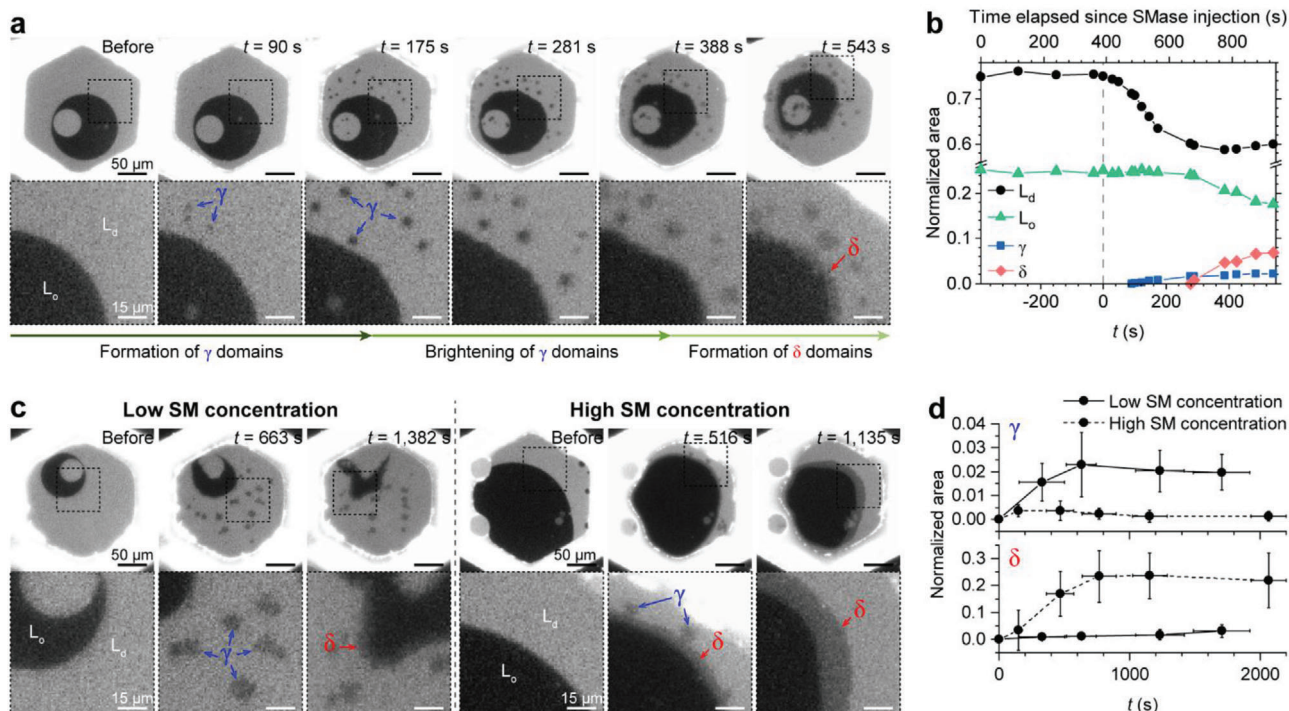 a
Before
t = 90 s
t = 175 s
t = 281 s
t = 388 s
t = 543 s
50 μm
γ
γ
Ld
δ
Lo
15 μm
Formation of γ domains
Brightening of γ domains
Formation of δ domains
b
Time elapsed since SMase injection (s)
0 200 400 600 800
Normalized area
0.7
0.6
0.2
0.1
0.0
Ld
Lo
γ
δ
-200 0 200 400
t (s)
c
Low SM concentration
High SM concentration
Before
t = 663 s
t = 1,382 s
Before
t = 516 s
t = 1,135 s
50 μm
50 μm
Lo
Ld
γ
δ
Ld
Lo
γ
δ
δ
15 μm
15 μm
d
Low SM concentration
High SM concentration
γ
Normalized area
0.04
0.03
0.02
0.01
0.00
δ
0.3
0.2
0.1
0.0
0 1000 2000
t (s)